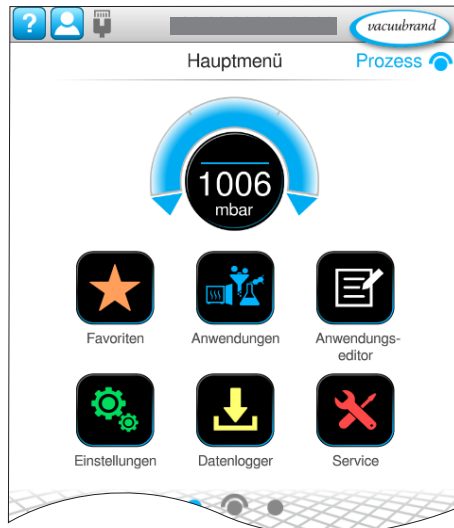 ?
vacuubrand
Hauptmenü
Prozess
1006
mbar
Favoriten
Anwendungen
Anwendungs-
editor
Einstellungen
Datenlogger
Service